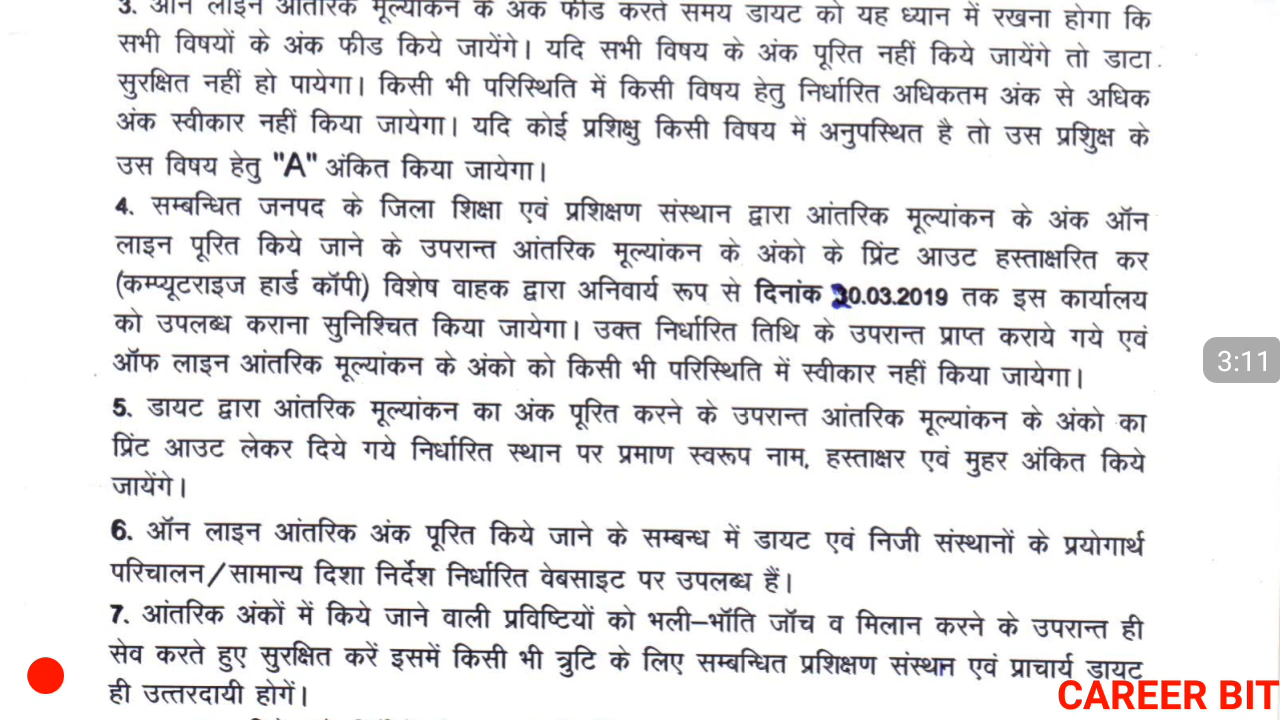 3. ऑन लाइन आंतरिक मूल्यांकन के अंक फीड करते समय डायट को यह ध्यान में रखना होगा कि
सभी विषयों के अंक फीड किये जायेंगे। यदि सभी विषय के अंक पूरित नहीं किये जायेंगे तो डाटा
सुरक्षित नहीं हो पायेगा। किसी भी परिस्थिति में किसी विषय हेतु निर्धारित अधिकतम अंक से अधिक
अंक स्वीकार नहीं किया जायेगा। यदि कोई प्रशिक्षु किसी विषय में अनुपस्थित है तो उस प्रशिुक्ष के
उस विषय हेतु "A" अंकित किया जायेगा।
4. सम्बन्धित जनपद के जिला शिक्षा एवं प्रशिक्षण संस्थान द्वारा आंतरिक मूल्यांकन के अंक ऑन
लाइन पूरित किये जाने के उपरान्त आंतरिक मूल्यांकन के अंको के प्रिंट आउट हस्ताक्षरित कर
(कम्प्यूटराइज हार्ड कॉपी) विशेष वाहक द्वारा अनिवार्य रूप से दिनांक 30.03.2019 तक इस कार्यालय
को उपलब्ध कराना सुनिश्चित किया जायेगा। उक्त निर्धारित तिथि के उपरान्त प्राप्त कराये गये एवं
ऑफ लाइन आंतरिक मूल्यांकन के अंको को किसी भी परिस्थिति में स्वीकार नहीं किया जायेगा।
3:11
5. डायट द्वारा आंतरिक मूल्यांकन का अंक पूरित करने के उपरान्त आंतरिक मूल्यांकन के अंको का
प्रिंट आउट लेकर दिये गये निर्धारित स्थान पर प्रमाण स्वरूप नाम, हस्ताक्षर एवं मुहर अंकित किये
जायेंगे।
6. ऑन लाइन आंतरिक अंक पूरित किये जाने के सम्बन्ध में डायट एवं निजी संस्थानों के प्रयोगार्थ
परिचालन/सामान्य दिशा निर्देश निर्धारित वेबसाइट पर उपलब्ध हैं।
7. आंतरिक अंकों में किये जाने वाली प्रविष्टियों को भली–भॉति जॉच व मिलान करने के उपरान्त ही
सेव करते हुए सुरक्षित करें इसमें किसी भी त्रुटि के लिए सम्बन्धित प्रशिक्षण संस्थान एवं प्राचार्य डायट
ही उत्तरदायी होगें।
CAREER BIT